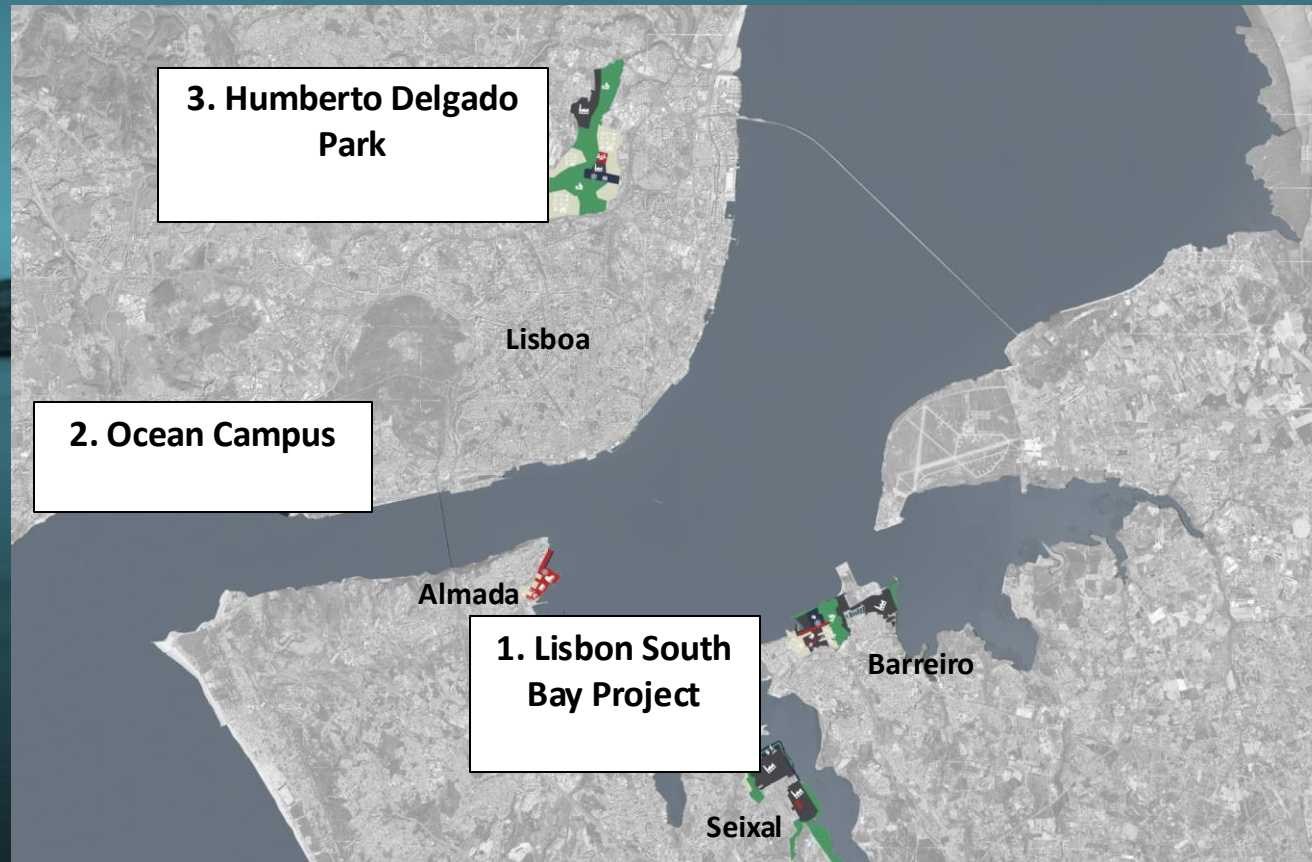 3. Humberto Delgado
Park
Lisboa
2. Ocean Campus
Almada
1. Lisbon South
Bay Project
Barreiro
Seixal